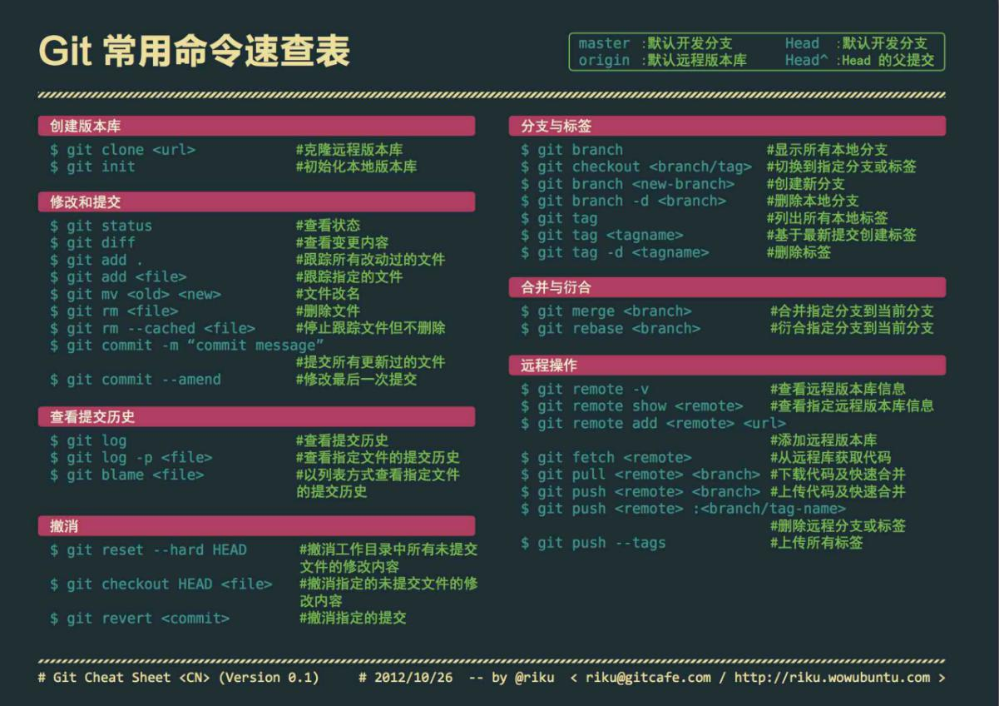 Git 常用命令速查表
master :默认开发分支 Head :默认开发分支
origin :默认远程版本库 Head^ :Head 的父提交
创建版本库
$ git clone <url> #克隆远程版本库
$ git init #初始化本地版本库
修改和提交
$ git status #查看状态
$ git diff #查看变更内容
$ git add . #跟踪所有改动过的文件
$ git add <file> #跟踪指定的文件
$ git mv <old> <new> #文件改名
$ git rm <file> #删除文件
$ git rm --cached <file> #停止跟踪文件但不删除
$ git commit -m “commit message”
#提交所有更新过的文件
$ git commit --amend #修改最后一次提交
查看提交历史
$ git log #查看提交历史
$ git log -p <file> #查看指定文件的提交历史
$ git blame <file> #以列表方式查看指定文件
的提交历史
撤消
$ git reset --hard HEAD #撤消工作目录中所有未提交
文件的修改内容
$ git checkout HEAD <file> #撤消指定的未提交文件的修
改内容
$ git revert <commit> #撤消指定的提交
分支与标签
$ git branch #显示所有本地分支
$ git checkout <branch/tag> #切换到指定分支或标签
$ git branch <new-branch> #创建新分支
$ git branch -d <branch> #删除本地分支
$ git tag #列出所有本地标签
$ git tag <tagname> #基于最新提交创建标签
$ git tag -d <tagname> #删除标签
合并与衍合
$ git merge <branch> #合并指定分支到当前分支
$ git rebase <branch> #衍合指定分支到当前分支
远程操作
$ git remote -v #查看远程版本库信息
$ git remote show <remote> #查看指定远程版本库信息
$ git remote add <remote> <url>
#添加远程版本库
$ git fetch <remote> #从远程库获取代码
$ git pull <remote> <branch> #下载代码及快速合并
$ git push <remote> <branch> #上传代码及快速合并
$ git push <remote> :<branch/tag-name>
#删除远程分支或标签
$ git push --tags #上传所有标签
# Git Cheat Sheet <CN> (Version 0.1) # 2012/10/26 -- by @riku < riku@gitcafe.com / http://riku.wowubuntu.com >